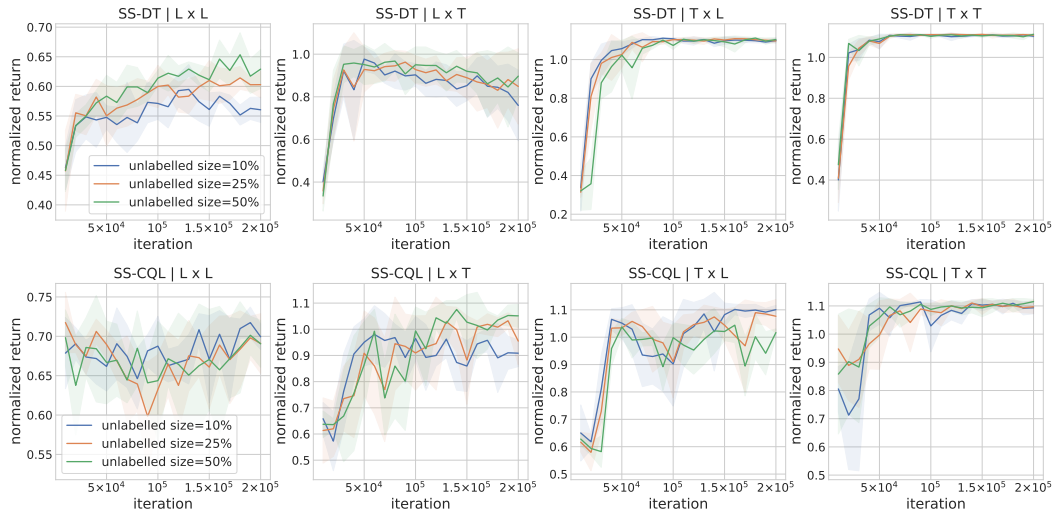 SS-DT | L x L
SS-DT | L x T
SS-DT | T x L
SS-DT | T x T
normalized return
0.70
0.65
0.60
0.55
0.50
0.45
0.40
unlabelled size=10%
unlabelled size=25%
unlabelled size=50%
5×10⁴ 10⁵ 1.5×10⁵ 2×10⁵
iteration
normalized return
1.2
1.0
0.8
0.6
0.4
5×10⁴ 10⁵ 1.5×10⁵ 2×10⁵
iteration
normalized return
1.0
0.8
0.6
0.4
0.2
5×10⁴ 10⁵ 1.5×10⁵ 2×10⁵
iteration
normalized return
1.0
0.8
0.6
0.4
5×10⁴ 10⁵ 1.5×10⁵ 2×10⁵
iteration
SS-CQL | L x L
SS-CQL | L x T
SS-CQL | T x L
SS-CQL | T x T
normalized return
0.75
0.70
0.65
0.60
0.55
unlabelled size=10%
unlabelled size=25%
unlabelled size=50%
5×10⁴ 10⁵ 1.5×10⁵ 2×10⁵
iteration
normalized return
1.1
1.0
0.9
0.8
0.7
0.6
0.5
5×10⁴ 10⁵ 1.5×10⁵ 2×10⁵
iteration
normalized return
1.1
1.0
0.9
0.8
0.7
0.6
0.5
5×10⁴ 10⁵ 1.5×10⁵ 2×10⁵
iteration
normalized return
1.1
1.0
0.9
0.8
0.7
0.6
0.5
5×10⁴ 10⁵ 1.5×10⁵ 2×10⁵
iteration